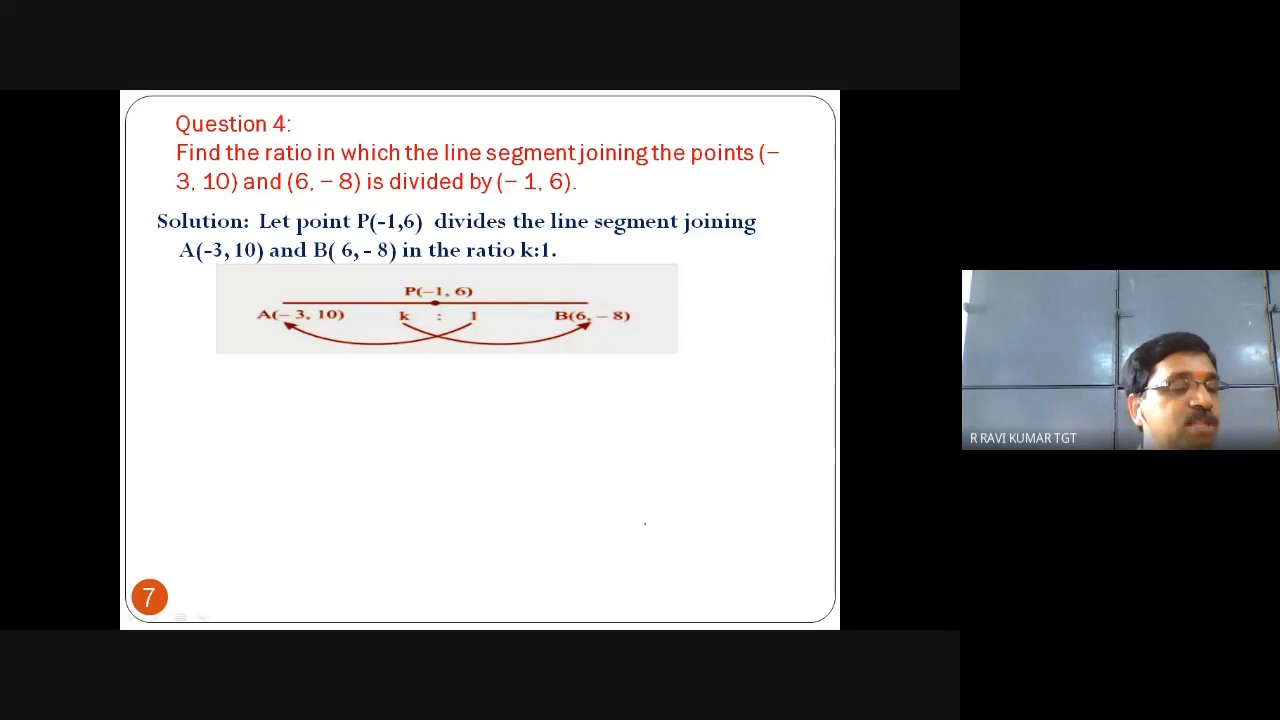 Question 4:
Find the ratio in which the line segment joining the points (–
3, 10) and (6, – 8) is divided by (– 1, 6).
Solution: Let point P(-1,6) divides the line segment joining
A(-3, 10) and B( 6, - 8) in the ratio k:1.
P(–1, 6)
A(– 3, 10) k : 1 B(6, – 8)
R RAVI KUMAR TGT
7